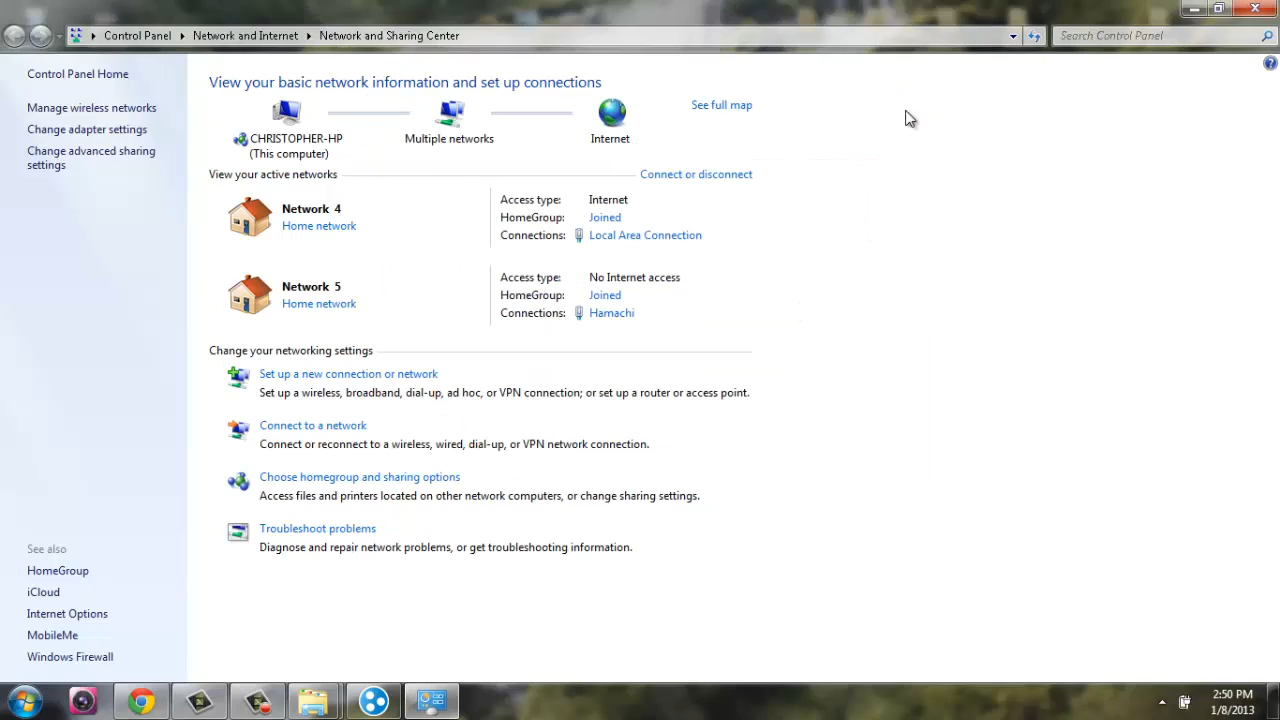 Control Panel Network and Internet Network and Sharing Center Search Control Panel
Control Panel Home
Manage wireless networks
Change adapter settings
Change advanced sharing
settings
View your basic network information and set up connections
See full map
CHRISTOPHER-HP
(This computer)
Multiple networks
Internet
View your active networks
Connect or disconnect
Network 4
Home network
Access type: Internet
HomeGroup: Joined
Connections: Local Area Connection
Network 5
Home network
Access type: No Internet access
HomeGroup: Joined
Connections: Hamachi
Change your networking settings
Set up a new connection or network
Set up a wireless, broadband, dial-up, ad hoc, or VPN connection; or set up a router or access point.
Connect to a network
Connect or reconnect to a wireless, wired, dial-up, or VPN network connection.
Choose homegroup and sharing options
Access files and printers located on other network computers, or change sharing settings.
Troubleshoot problems
Diagnose and repair network problems, or get troubleshooting information.
See also
HomeGroup
iCloud
Internet Options
MobileMe
Windows Firewall
2:50 PM
1/8/2013